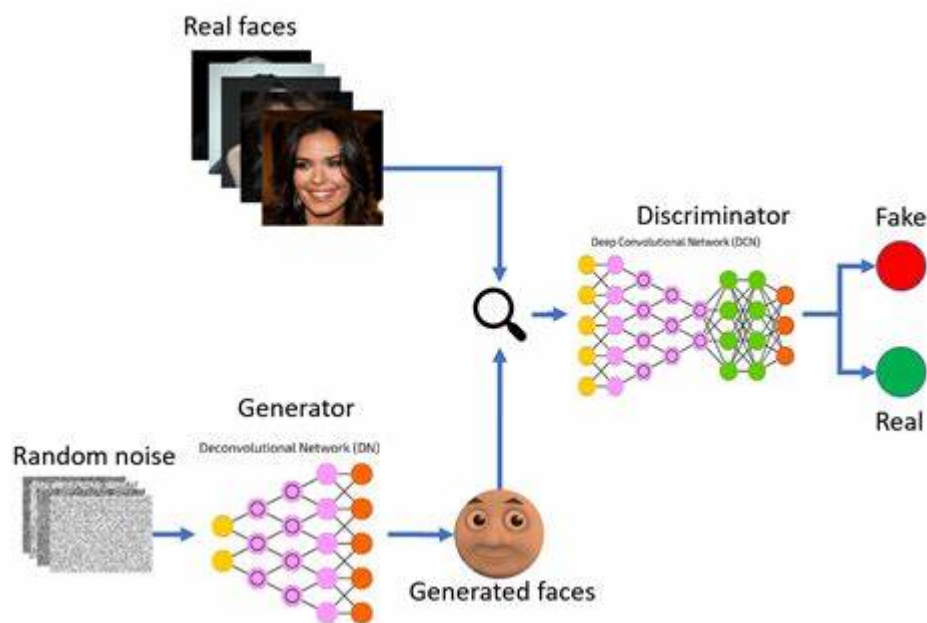 Real faces
Discriminator
Deep Convolutional Network (DCN)
Fake
Real
Generator
Deconvolutional Network (DN)
Random noise
Generated faces